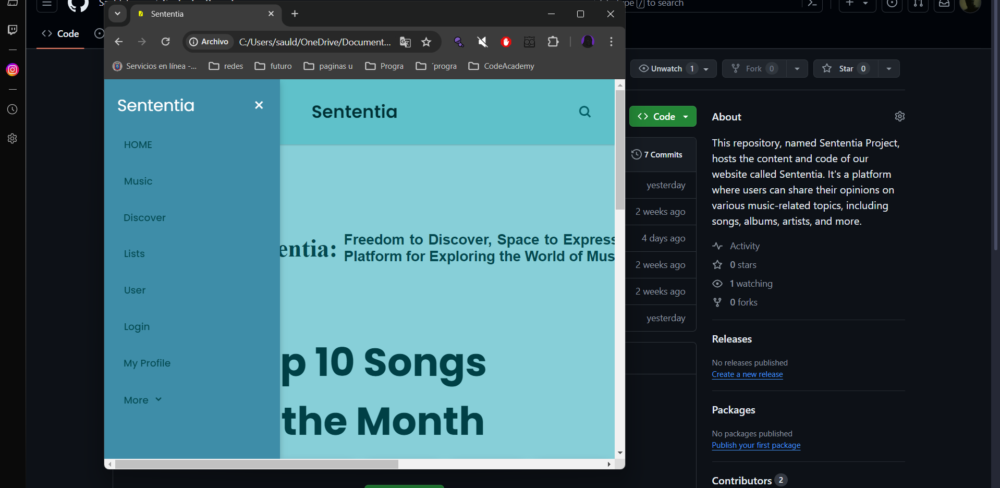 to search
Sententia
Code
Archivo
C:/Users/sauld/OneDrive/Document...
Servicios en línea -...
redes
futuro
paginas u
Progra
´progra
CodeAcademy
Unwatch 1
Fork 0
Star 0
Sententia
HOME
Music
Discover
Lists
User
Login
My Profile
More
Sententia
entia:
Freedom to Discover, Space to Express
Platform for Exploring the World of Mus
p 10 Songs
the Month
Code
7 Commits
yesterday
2 weeks ago
4 days ago
2 weeks ago
2 weeks ago
yesterday
About
This repository, named Sententia Project,
hosts the content and code of our
website called Sententia. It's a platform
where users can share their opinions on
various music-related topics, including
songs, albums, artists, and more.
Activity
0 stars
1 watching
0 forks
Releases
No releases published
Create a new release
Packages
No packages published
Publish your first package
Contributors 2